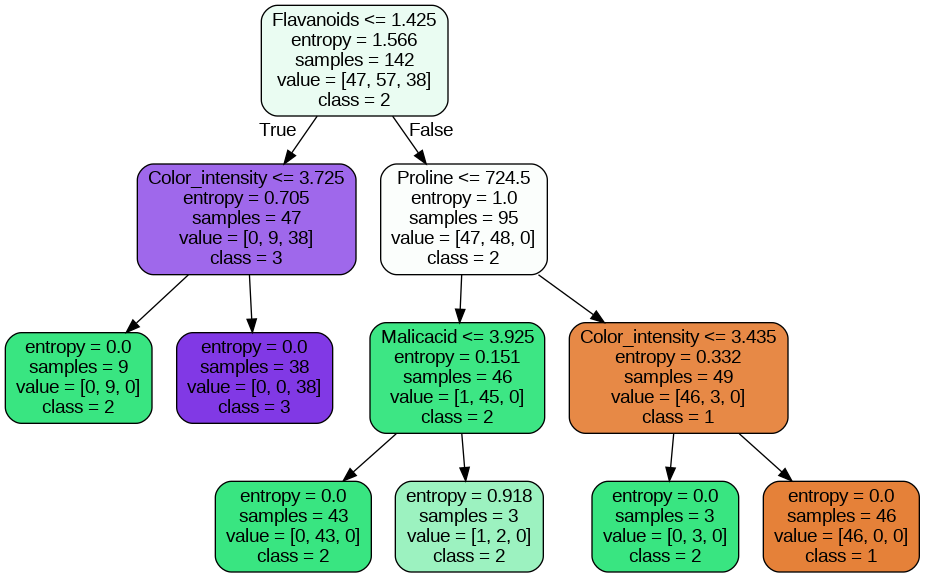 Flavanoids <= 1.425
entropy = 1.566
samples = 142
value = [47, 57, 38]
class = 2
True
False
Color_intensity <= 3.725
entropy = 0.705
samples = 47
value = [0, 9, 38]
class = 3
Proline <= 724.5
entropy = 1.0
samples = 95
value = [47, 48, 0]
class = 2
entropy = 0.0
samples = 9
value = [0, 9, 0]
class = 2
entropy = 0.0
samples = 38
value = [0, 0, 38]
class = 3
Malicacid <= 3.925
entropy = 0.151
samples = 46
value = [1, 45, 0]
class = 2
Color_intensity <= 3.435
entropy = 0.332
samples = 49
value = [46, 3, 0]
class = 1
entropy = 0.0
samples = 43
value = [0, 43, 0]
class = 2
entropy = 0.918
samples = 3
value = [1, 2, 0]
class = 2
entropy = 0.0
samples = 3
value = [0, 3, 0]
class = 2
entropy = 0.0
samples = 46
value = [46, 0, 0]
class = 1